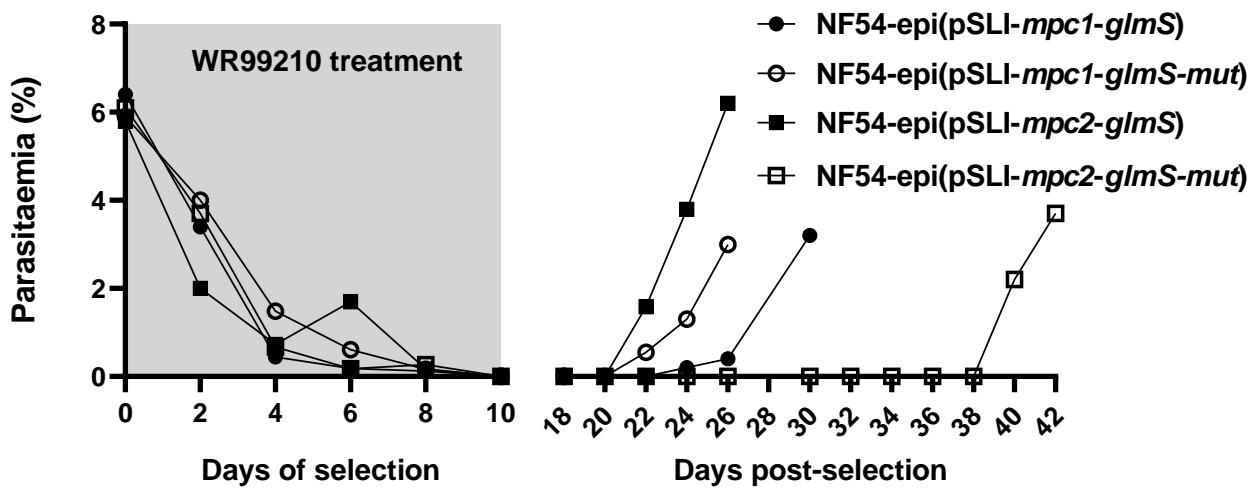 Parasitaemia (%)
8
6
4
2
0
WR99210 treatment
0 2 4 6 8 10
Days of selection
18 20 22 24 26 28 30 32 34 36 38 40 42
Days post-selection
NF54-epi(pSLI-mpc1-glmS)
NF54-epi(pSLI-mpc1-glmS-mut)
NF54-epi(pSLI-mpc2-glmS)
NF54-epi(pSLI-mpc2-glmS-mut)